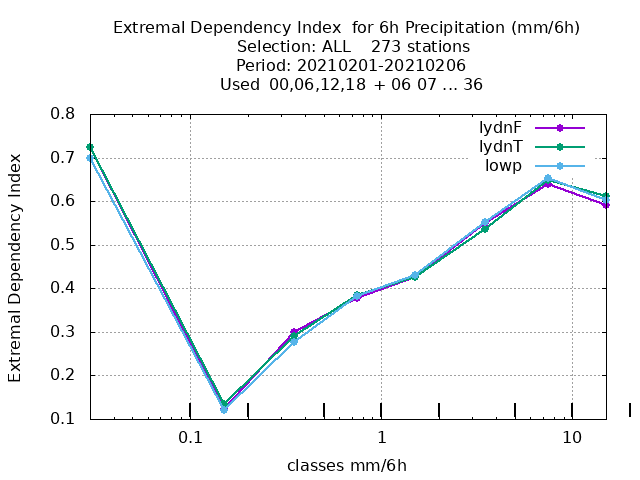 Extremal Dependency Index  for 6h Precipitation (mm/6h)
Selection: ALL    273 stations
Period: 20210201-20210206
Used  00,06,12,18  + 06 07 ... 36
0.8
0.7
0.6
0.5
0.4
0.3
0.2
0.1
Extremal Dependency Index
lydnF
lydnT
lowp
0.1
1
10
classes mm/6h